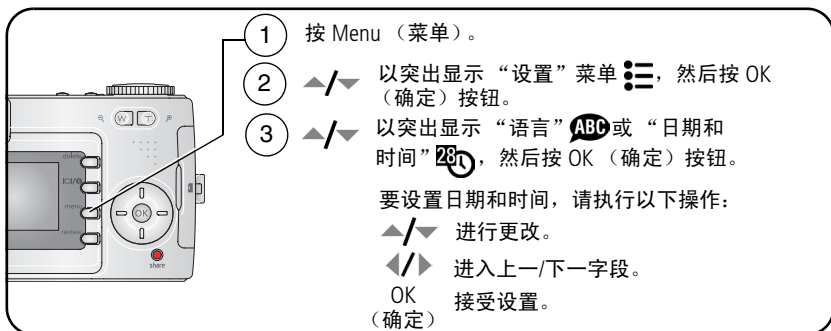 1 按 Menu （菜单）。
2 以突出显示 “设置”菜单 ，然后按 OK
（确定）按钮。
3 以突出显示 “语言” ABC 或 “日期和
时间” 28 ，然后按 OK （确定）按钮。
要设置日期和时间，请执行以下操作：
进行更改。
进入上一/下一字段。
OK
（确定） 接受设置。
W T
delete
menu
review
OK
share